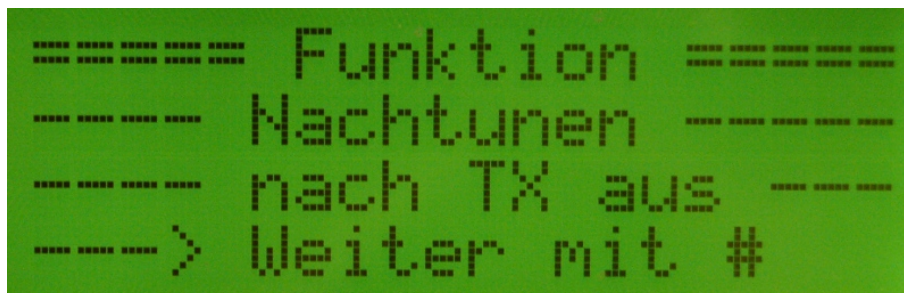 ===== Funktion =====
---- Nachtunen -----
---- nach TX aus ---
---> Weiter mit #